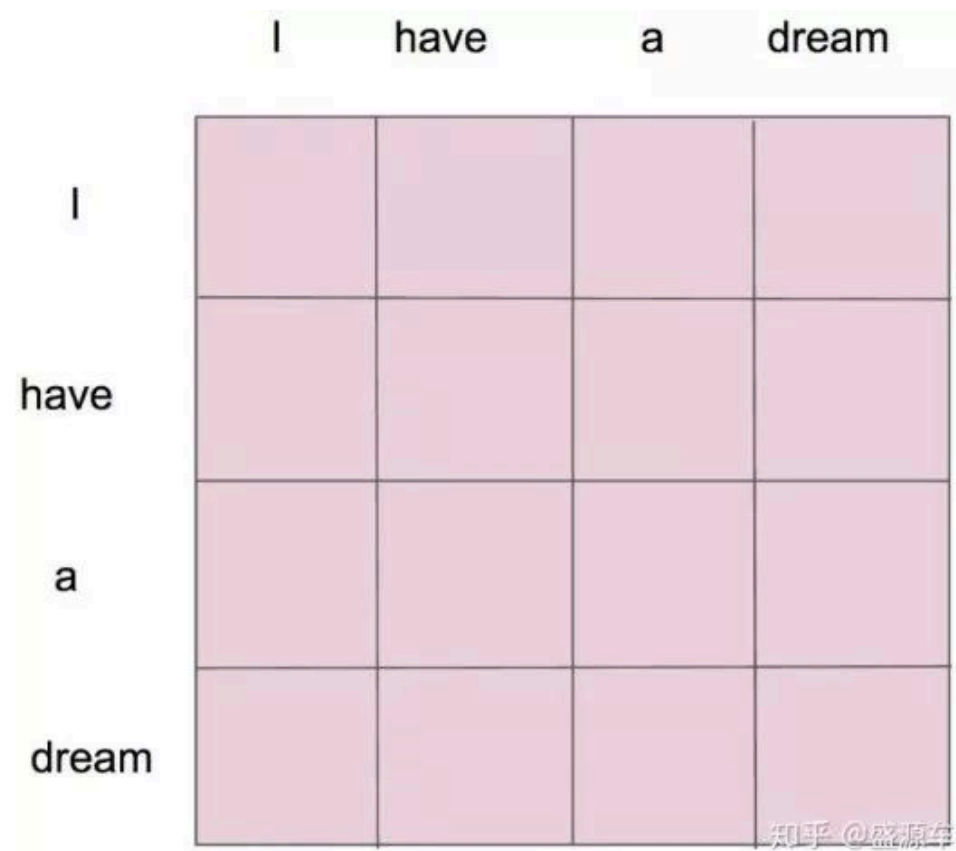 I have a dream
I
have
a
dream
知乎 @盛源车